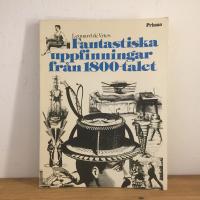 Prisma
Leonard de Vries
Fantastiska
uppfinningar
från 1800-talet